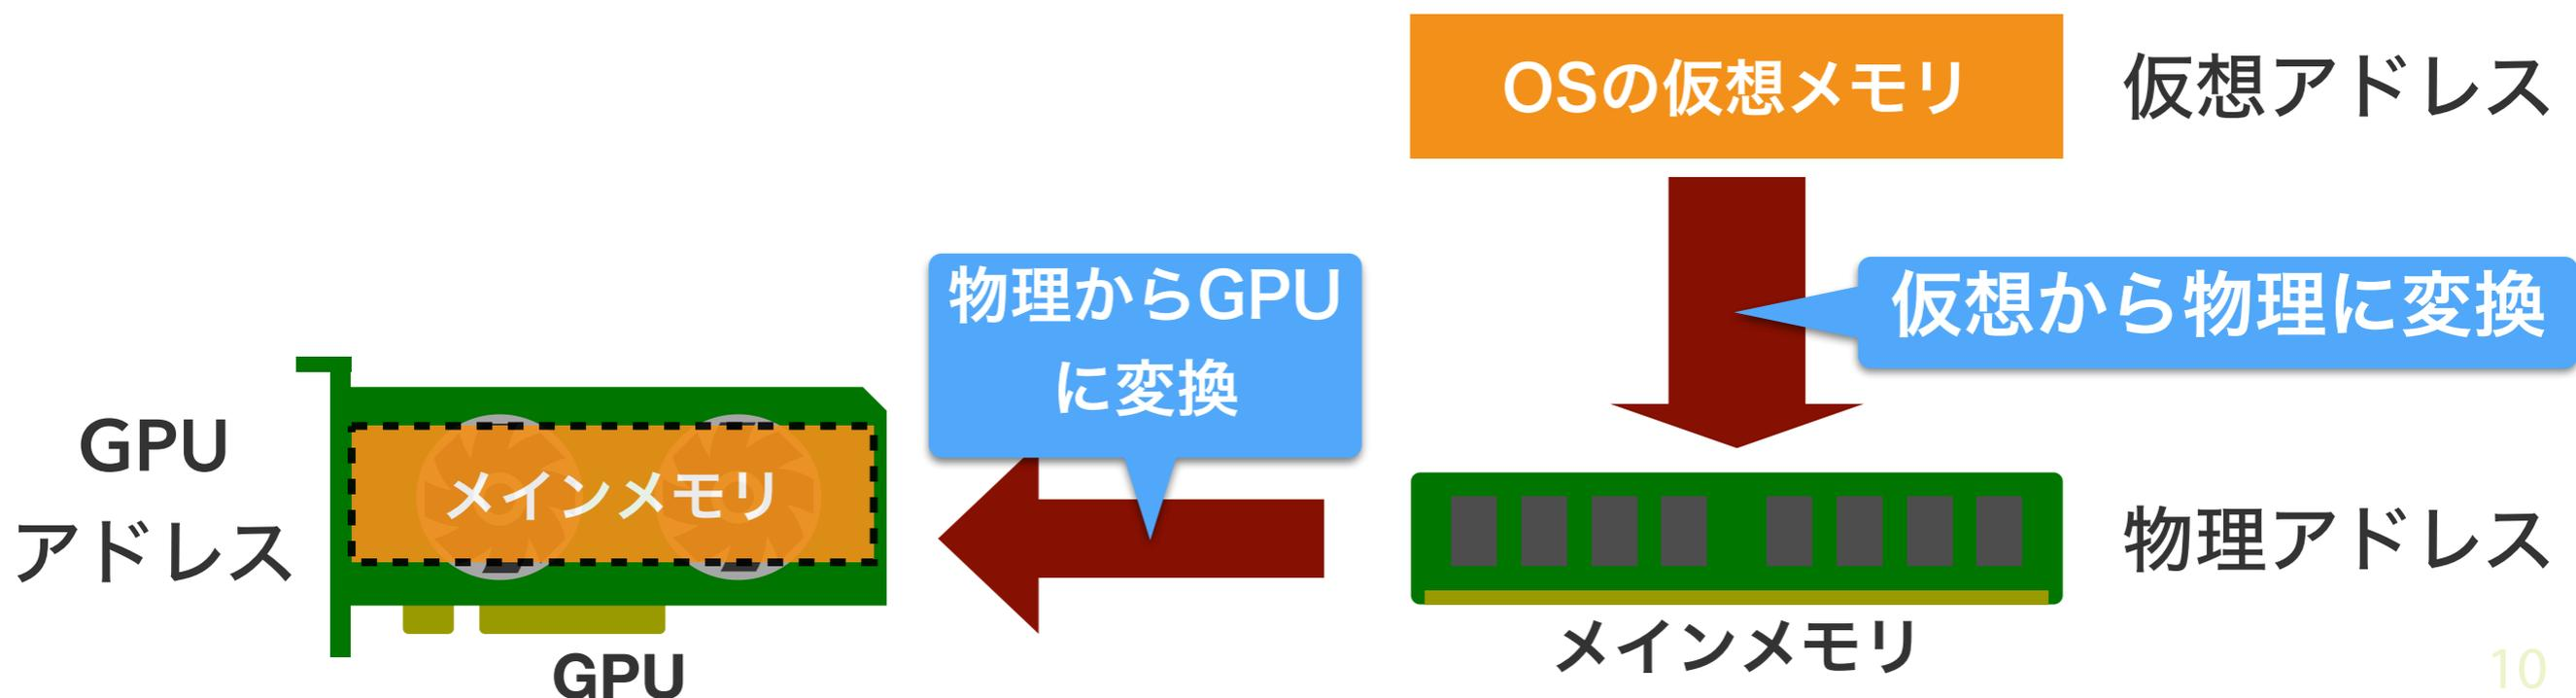 OSの仮想メモリ
仮想アドレス
物理からGPU
に変換
仮想から物理に変換
GPU
アドレス
メインメモリ
物理アドレス
メインメモリ
GPU
10